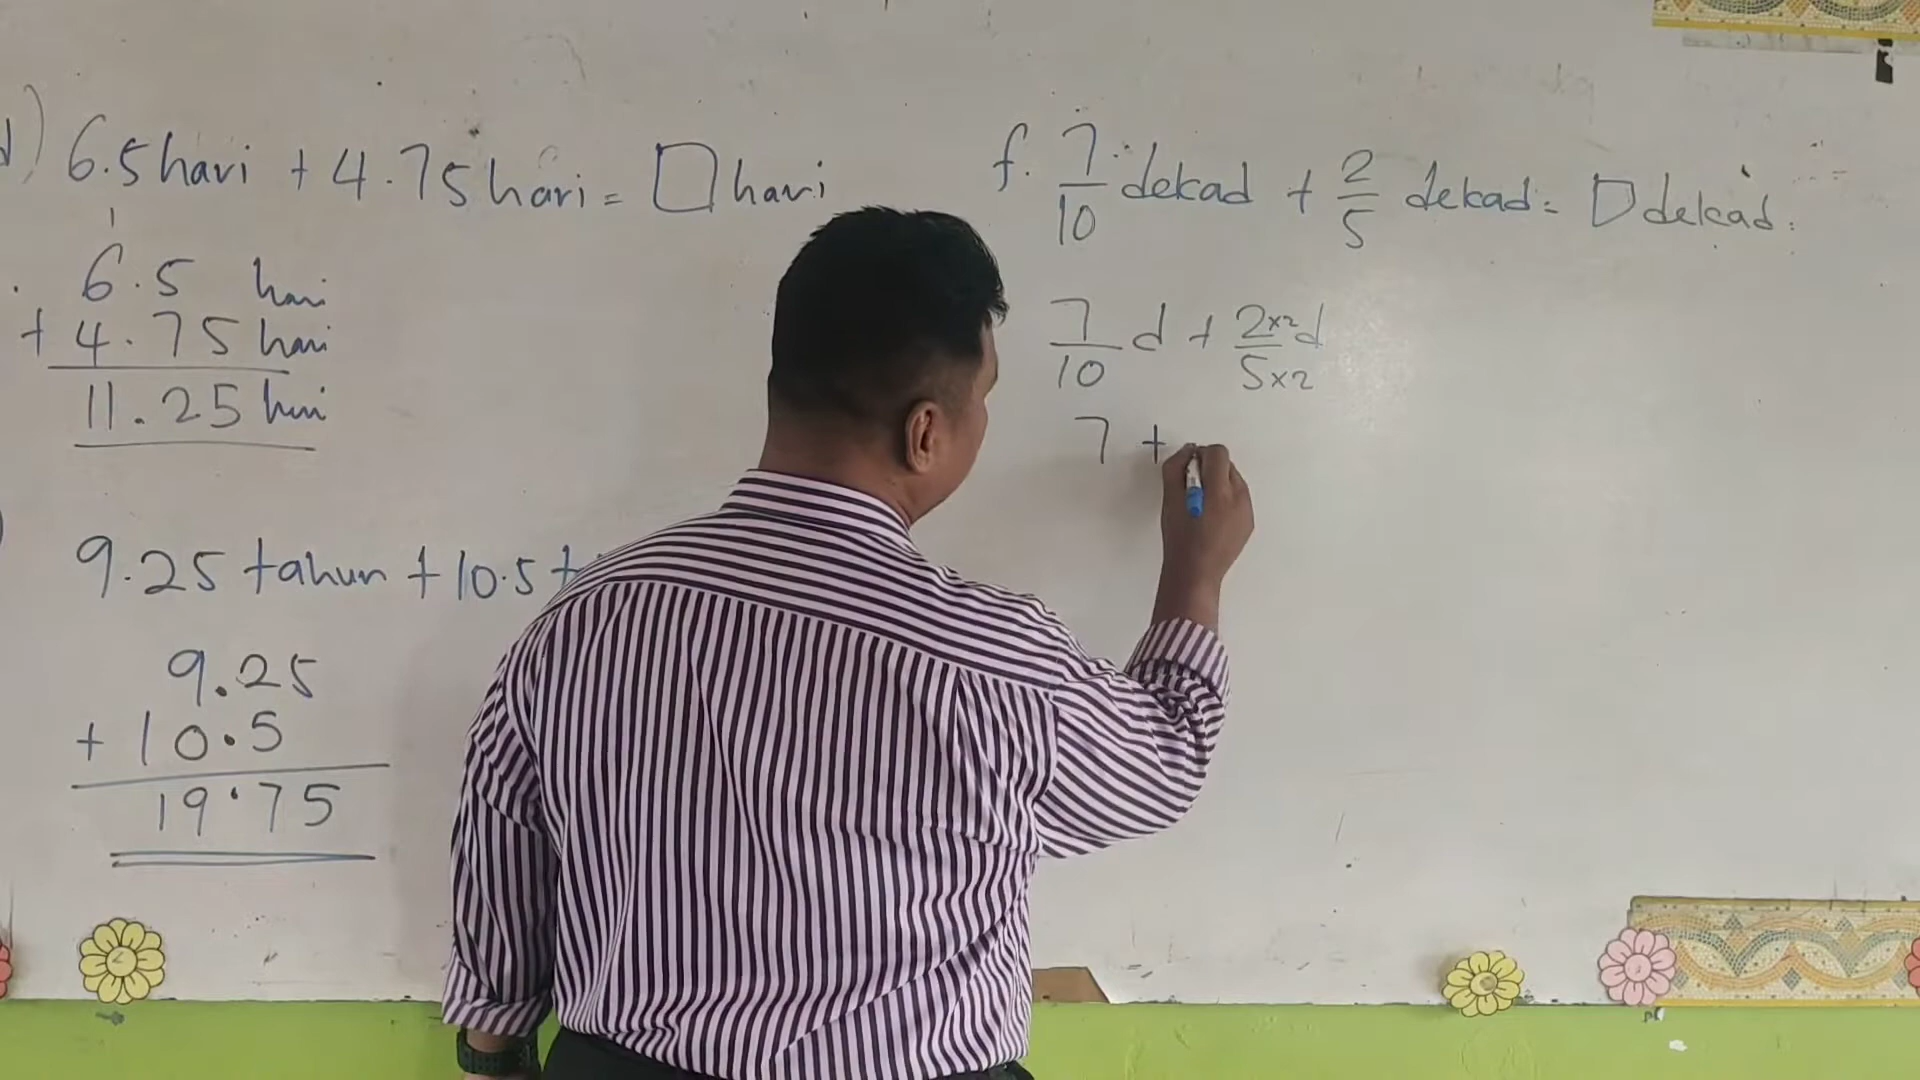 d) 6.5 hari + 4.75 hari = □ hari
1
6.5 hari
+ 4.75 hari
11.25 hari
9.25 tahun + 10.5 t
9.25
+ 10.5
19.75
f. 7/10 dekad + 2/5 dekad = □ dekad.
7/10 d + 2×2/5×2 d
7 +